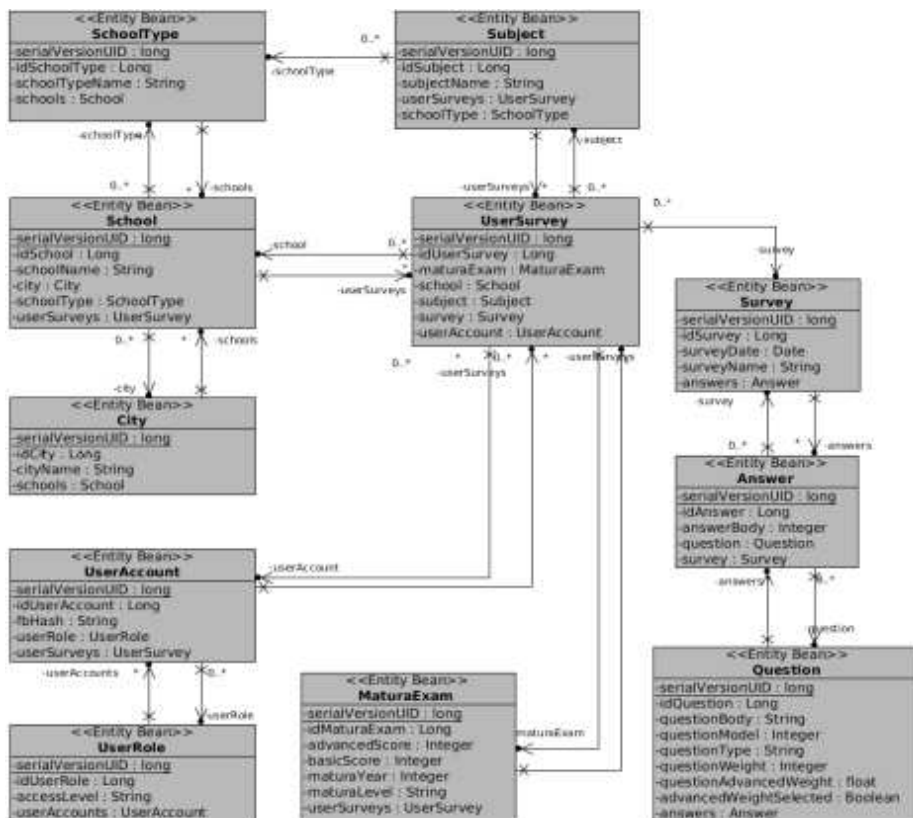 <<Entity Bean>>
SchoolType
-serialVersionUID : long
-idSchoolType : Long
-schoolTypeName : String
-schools : School
<<Entity Bean>>
Subject
-serialVersionUID : long
-idSubject : Long
-subjectName : String
-userSurveys : UserSurvey
-schoolType : SchoolType
0..*
-schoolType
-schoolType
0..*
*
-schools
-userSurveys
*
-subject
0..*
<<Entity Bean>>
School
-serialVersionUID : long
-idSchool : Long
-schoolName : String
-city : City
-schoolType : SchoolType
-userSurveys : UserSurvey
-school
0..*
*
-userSurveys
<<Entity Bean>>
UserSurvey
-serialVersionUID : long
-idUserSurvey : Long
-maturaExam : MaturaExam
-school : School
-subject : Subject
-survey : Survey
-userAccount : UserAccount
0..*
-survey
<<Entity Bean>>
Survey
-serialVersionUID : long
-idSurvey : Long
-surveyDate : Date
-surveyName : String
-answers : Answer
0..*
*
-schools
-city
0..*
*
-userSurveys
0..*
*
-userSurveys
<<Entity Bean>>
City
-serialVersionUID : long
-idCity : Long
-cityName : String
-schools : School
-survey
0..*
*
-answers
<<Entity Bean>>
Answer
-serialVersionUID : long
-idAnswer : Long
-answerBody : Integer
-question : Question
-survey : Survey
<<Entity Bean>>
UserAccount
-serialVersionUID : long
-idUserAccount : Long
-fbHash : String
-userRole : UserRole
-userSurveys : UserSurvey
-userAccount
-answers
0..*
-question
-userAccounts
*
0..*
-userRole
<<Entity Bean>>
UserRole
-serialVersionUID : long
-idUserRole : Long
-accessLevel : String
-userAccounts : UserAccount
<<Entity Bean>>
MaturaExam
-serialVersionUID : long
-idMaturaExam : Long
-advancedScore : Integer
-basicScore : Integer
-maturaYear : Integer
-maturaLevel : String
-userSurveys : UserSurvey
-maturaExam
<<Entity Bean>>
Question
-serialVersionUID : long
-idQuestion : Long
-questionBody : String
-questionModel : Integer
-questionType : String
-questionWeight : Integer
-questionAdvancedWeight : float
-advancedWeightSelected : Boolean
-answers : Answer